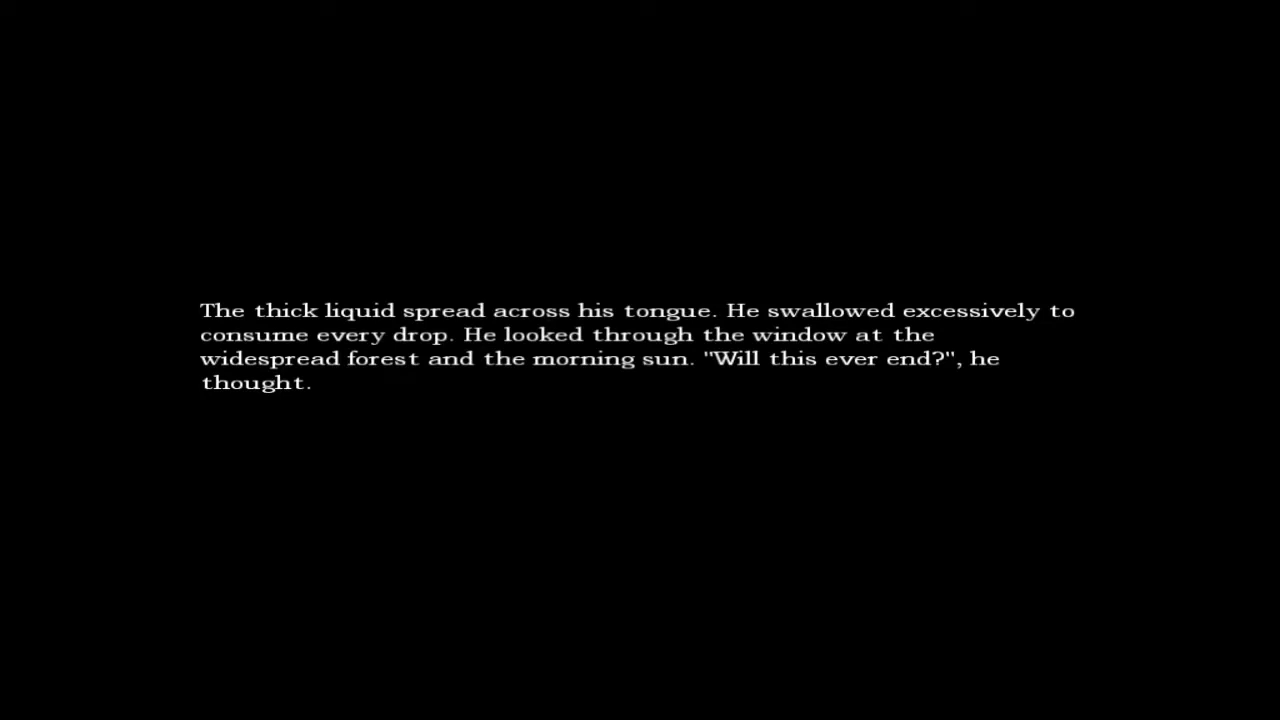 The thick liquid spread across his tongue. He swallowed excessively to
consume every drop. He looked through the window at the
widespread forest and the morning sun. "Will this ever end?", he
thought.